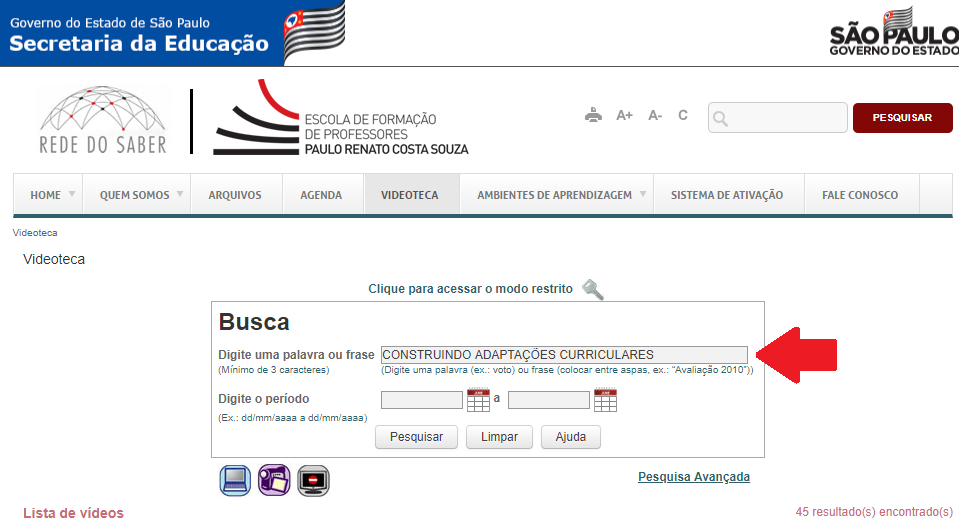 Governo do Estado de São Paulo
Secretaria da Educação
SÃO PAULO
GOVERNO DO ESTADO
REDE DO SABER
ESCOLA DE FORMAÇÃO
DE PROFESSORES
PAULO RENATO COSTA SOUZA
A+ A- C
PESQUISAR
HOME QUEM SOMOS ARQUIVOS AGENDA VIDEOTECA AMBIENTES DE APRENDIZAGEM SISTEMA DE ATIVAÇÃO FALE CONOSCO
Videoteca
Videoteca
Clique para acessar o modo restrito
Busca
Digite uma palavra ou frase CONSTRUINDO ADAPTAÇÕES CURRICULARES
(Mínimo de 3 caracteres) (Digite uma palavra (ex.: voto) ou frase (colocar entre aspas, ex.: "Avaliação 2010"))
Digite o período a
(Ex.: dd/mm/aaaa a dd/mm/aaaa)
Pesquisar Limpar Ajuda
Pesquisa Avançada
Lista de vídeos 45 resultado(s) encontrado(s)